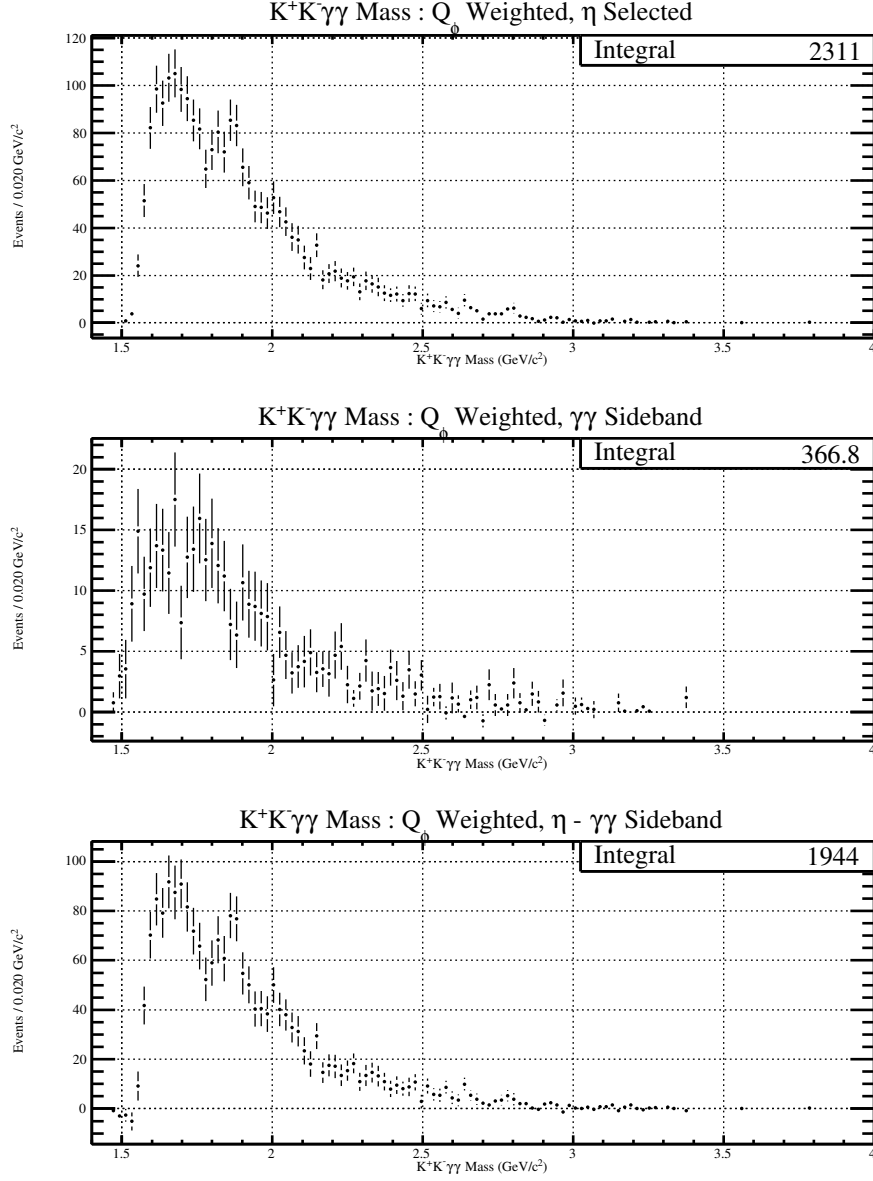 K⁺K⁻γγ Mass : Q_ϕ Weighted, η Selected
Integral 2311
120
100
80
60
40
20
0
Events / 0.020 GeV/c²
1.5 2 2.5 3 3.5 4
K⁺K⁻γγ Mass (GeV/c²)
K⁺K⁻γγ Mass : Q_ϕ Weighted, γγ Sideband
Integral 366.8
20
15
10
5
0
Events / 0.020 GeV/c²
1.5 2 2.5 3 3.5 4
K⁺K⁻γγ Mass (GeV/c²)
K⁺K⁻γγ Mass : Q_ϕ Weighted, η - γγ Sideband
Integral 1944
100
80
60
40
20
0
Events / 0.020 GeV/c²
1.5 2 2.5 3 3.5 4
K⁺K⁻γγ Mass (GeV/c²)